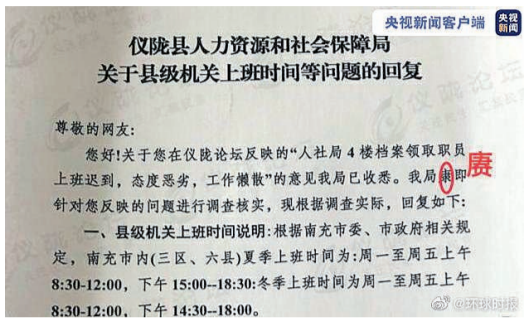 央视新闻客户端
仪陇县人力资源和社会保障局
关于县级机关上班时间等问题的回复
尊敬的网友:
您好!关于您在仪陇论坛反映的“人社局4楼档案领取职员
上班迟到，态度恶劣，工作懒散”的意见我局已收悉。我局赓即
赓
针对您反映的问题进行调查核实，现根据调查实际，回复如下:
一、县级机关上班时间说明:根据南充市委、市政府相关规
定，南充市内(三区、六县)夏季上班时间为:周一至周五上午
8:30-12:00，下午15:00--18:30;冬季上班时间为周一至周五上午
8:30-12:00，下午14:30—18:00。
@环球时报